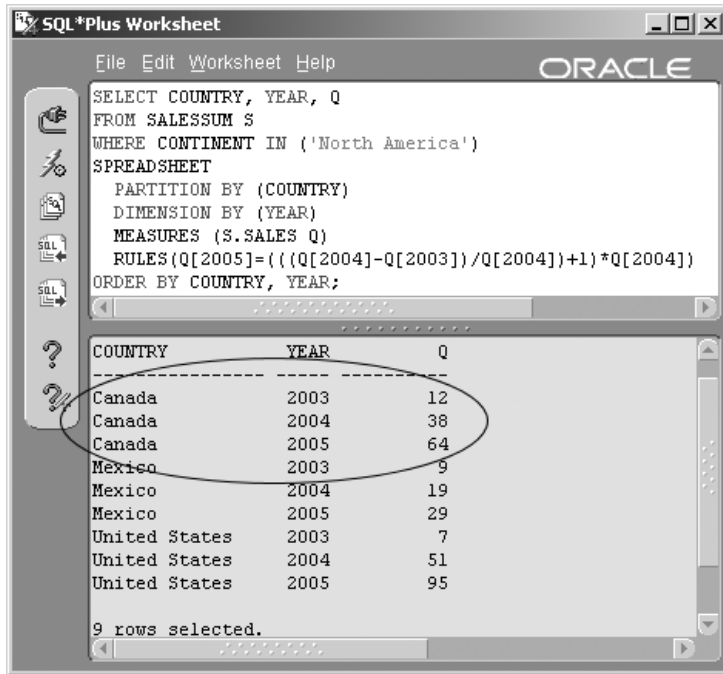 SQL*Plus Worksheet
File Edit Worksheet Help
ORACLE
SELECT COUNTRY, YEAR, Q
FROM SALESSUM S
WHERE CONTINENT IN ('North America')
SPREADSHEET
PARTITION BY (COUNTRY)
DIMENSION BY (YEAR)
MEASURES (S.SALES Q)
RULES(Q[2005]=(((Q[2004]-Q[2003])/Q[2004])+1)*Q[2004])
ORDER BY COUNTRY, YEAR;
COUNTRY YEAR Q
----------------- ----- -----------
Canada 2003 12
Canada 2004 38
Canada 2005 64
Mexico 2003 9
Mexico 2004 19
Mexico 2005 29
United States 2003 7
United States 2004 51
United States 2005 95
9 rows selected.